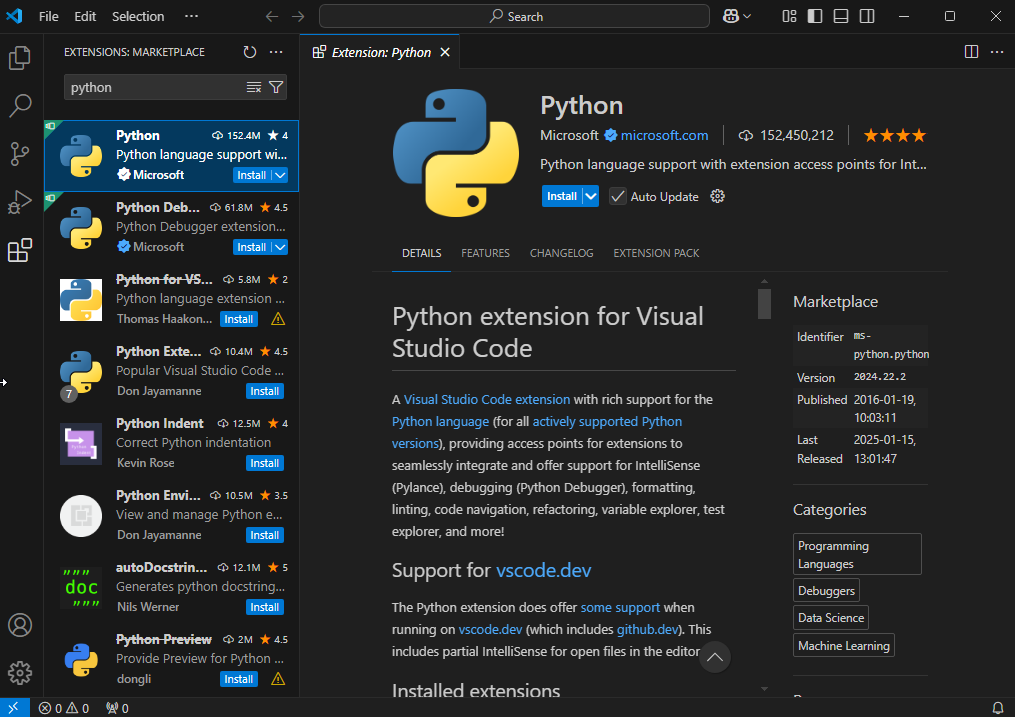 File Edit Selection ··· Search
EXTENSIONS: MARKETPLACE
python
Python 152.4M 4
Python language support wi...
Microsoft Install
Python Deb... 61.8M 4.5
Python Debugger extension...
Microsoft Install
Python for VS... 5.8M 2
Python language extension ...
Thomas Haakon... Install
Python Exte... 10.4M 4.5
Popular Visual Studio Code ...
7 Don Jayamanne Install
Python Indent 12.5M 4
Correct Python indentation
Kevin Rose Install
Python Envi... 10.5M 3.5
View and manage Python e...
Don Jayamanne Install
autoDocstrin... 12.1M 5
""" doc """
Generates python docstring...
Nils Werner Install
Python Preview 2M 4.5
Provide Preview for Python ...
dongli Install
Extension: Python
Python
Microsoft microsoft.com 152,450,212
Python language support with extension access points for Int...
Install Auto Update
DETAILS FEATURES CHANGELOG EXTENSION PACK
Python extension for Visual
Studio Code
A Visual Studio Code extension with rich support for the
Python language (for all actively supported Python
versions), providing access points for extensions to
seamlessly integrate and offer support for IntelliSense
(Pylance), debugging (Python Debugger), formatting,
linting, code navigation, refactoring, variable explorer, test
explorer, and more!
Support for vscode.dev
The Python extension does offer some support when
running on vscode.dev (which includes github.dev). This
includes partial IntelliSense for open files in the editor.
Installed extensions
Marketplace
Identifier ms-
python.python
Version 2024.22.2
Published 2016-01-19,
10:03:11
Last 2025-01-15,
Released 13:01:47
Categories
Programming
Languages
Debuggers
Data Science
Machine Learning
0 0 0